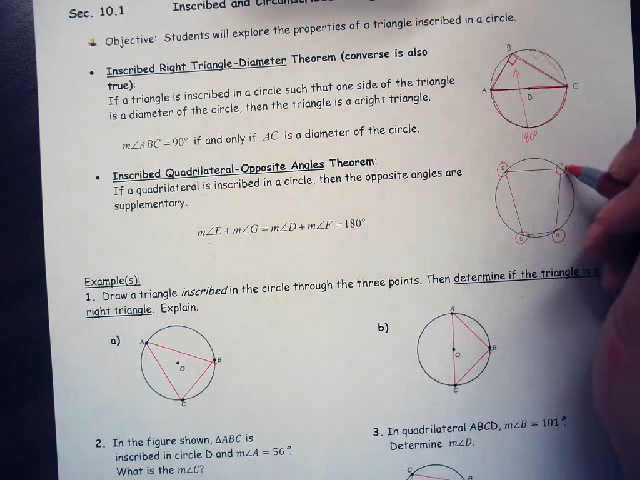 Sec. 10.1
Inscribed and
Objective: Students will explore the properties of a triangle inscribed in a circle.
Inscribed Right Triangle-Diameter Theorem (converse is also
true):
If a triangle is inscribed in a circle such that one side of the triangle
is a diameter of the circle, then the triangle is a aright triangle.
m∠ABC = 90° if and only if AC is a diameter of the circle.
A
B
C
D
180°
Inscribed Quadrilateral-Opposite Angles Theorem:
If a quadrilateral is inscribed in a circle, then the opposite angles are
supplementary.
m∠E + m∠G = m∠D + m∠F = 180°
Example(s):
1. Draw a triangle inscribed in the circle through the three points. Then determine if the triangle is a
right triangle. Explain.
a)
A
B
C
O
b)
A
B
C
O
2. In the figure shown, ΔABC is
inscribed in circle D and m∠A = 56°.
What is the m∠C?
3. In quadrilateral ABCD, m∠B = 101°.
Determine m∠D.